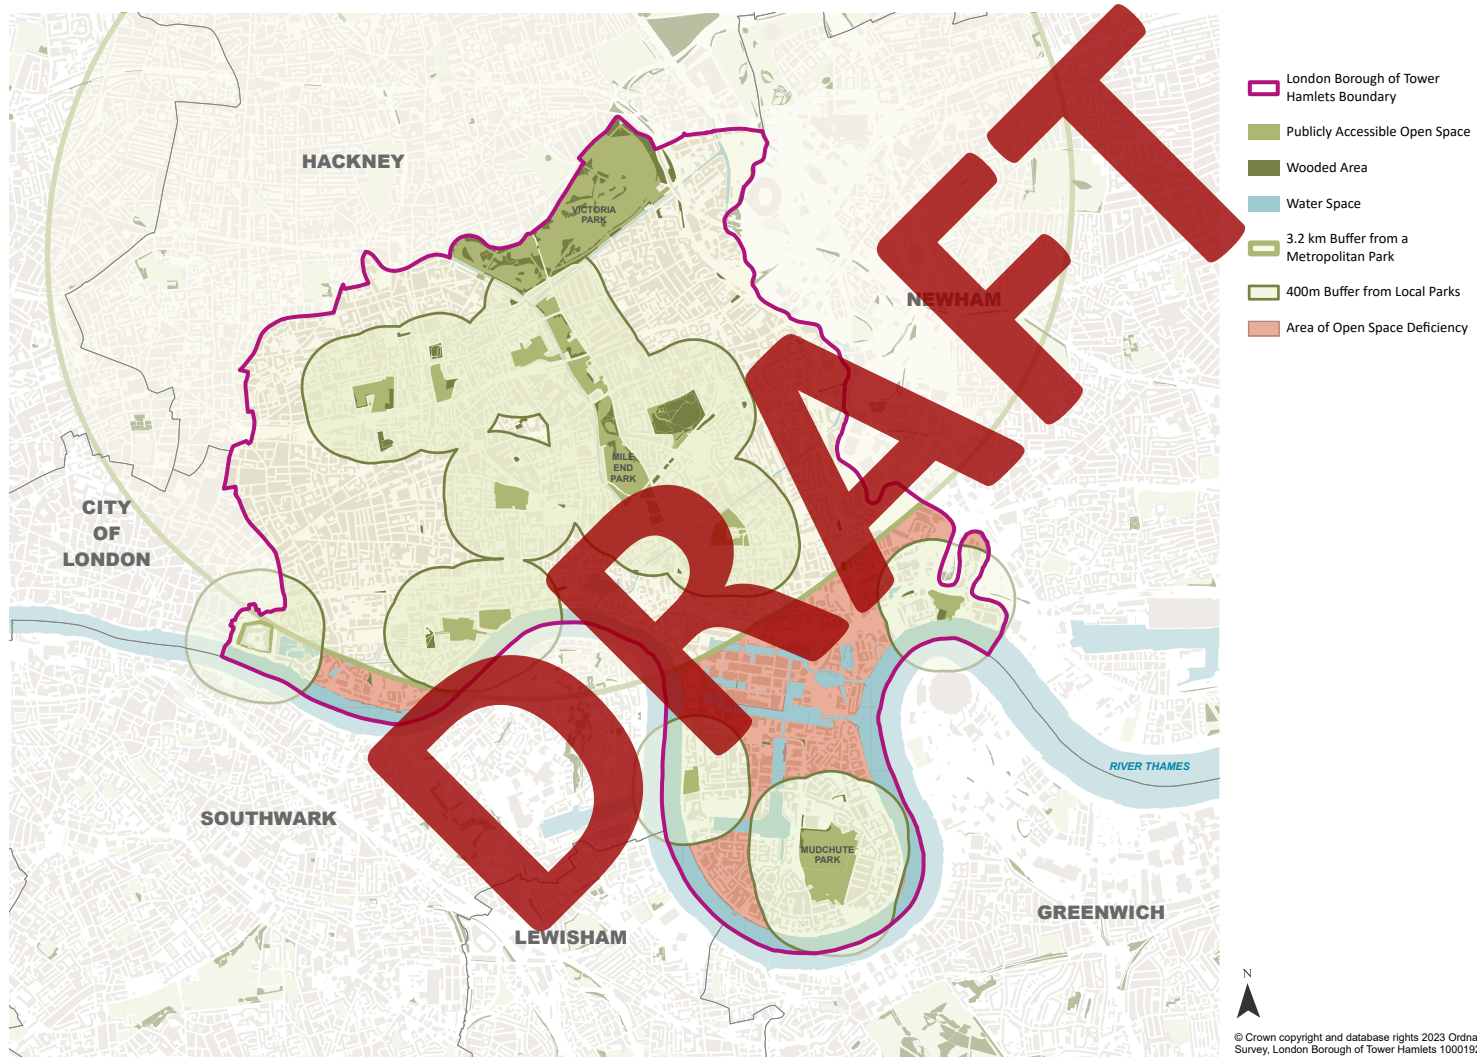 HACKNEY
VICTORIA
PARK
NEWHAM
MILE
END
PARK
CITY
OF
LONDON
RIVER THAMES
SOUTHWARK
MUDCHUTE
PARK
GREENWICH
LEWISHAM
DRAFT
London Borough of Tower
Hamlets Boundary
Publicly Accessible Open Space
Wooded Area
Water Space
3.2 km Buffer from a
Metropolitan Park
400m Buffer from Local Parks
Area of Open Space Deficiency
N
© Crown copyright and database rights 2023 Ordna
Survey, London Borough of Tower Hamlets 100019